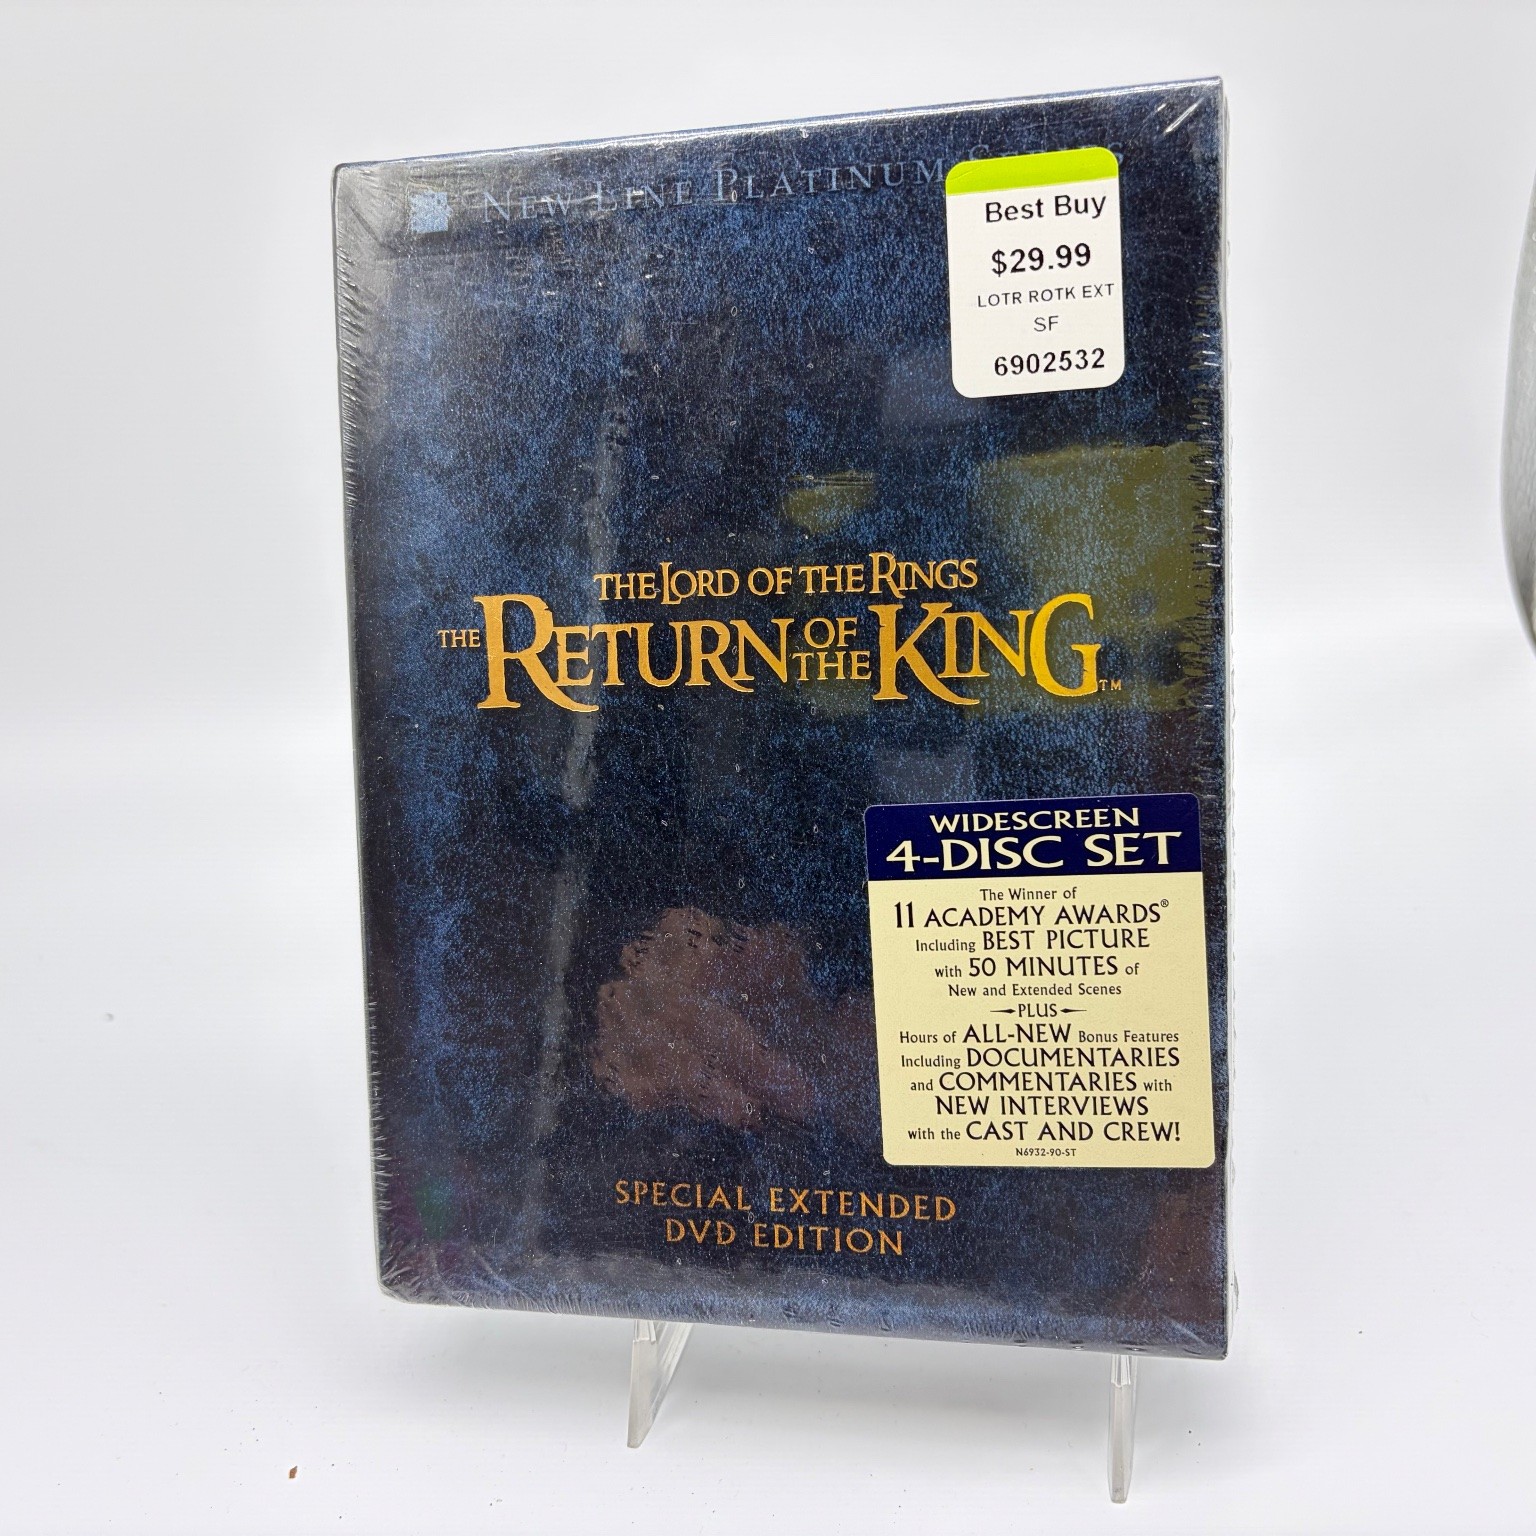 NEW LINE PLATINUM
Best Buy
$29.99
LOTR ROTK EXT
SF
6902532
THE LORD OF THE RINGS
THE RETURN OF THE KING™
WIDESCREEN
4-DISC SET
The Winner of
11 ACADEMY AWARDS®
Including BEST PICTURE
with 50 MINUTES of
New and Extended Scenes
PLUS
Hours of ALL-NEW Bonus Features
Including DOCUMENTARIES
and COMMENTARIES with
NEW INTERVIEWS
with the CAST AND CREW!
N6932-90-ST
SPECIAL EXTENDED
DVD EDITION